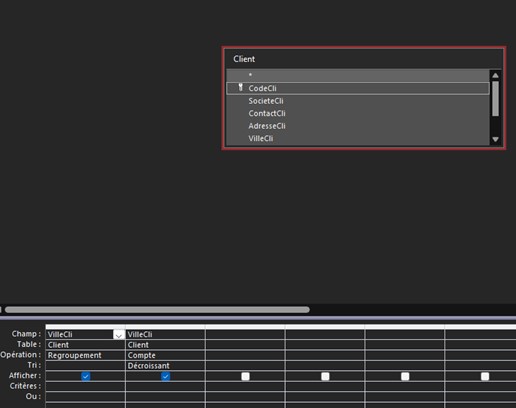 Client
*
CodeCli
SocieteCli
ContactCli
AdresseCli
VilleCli
Champ : VilleCli VilleCli
Table : Client Client
Opération : Regroupement Compte
Tri : Décroissant
Afficher :
Critères :
Ou :